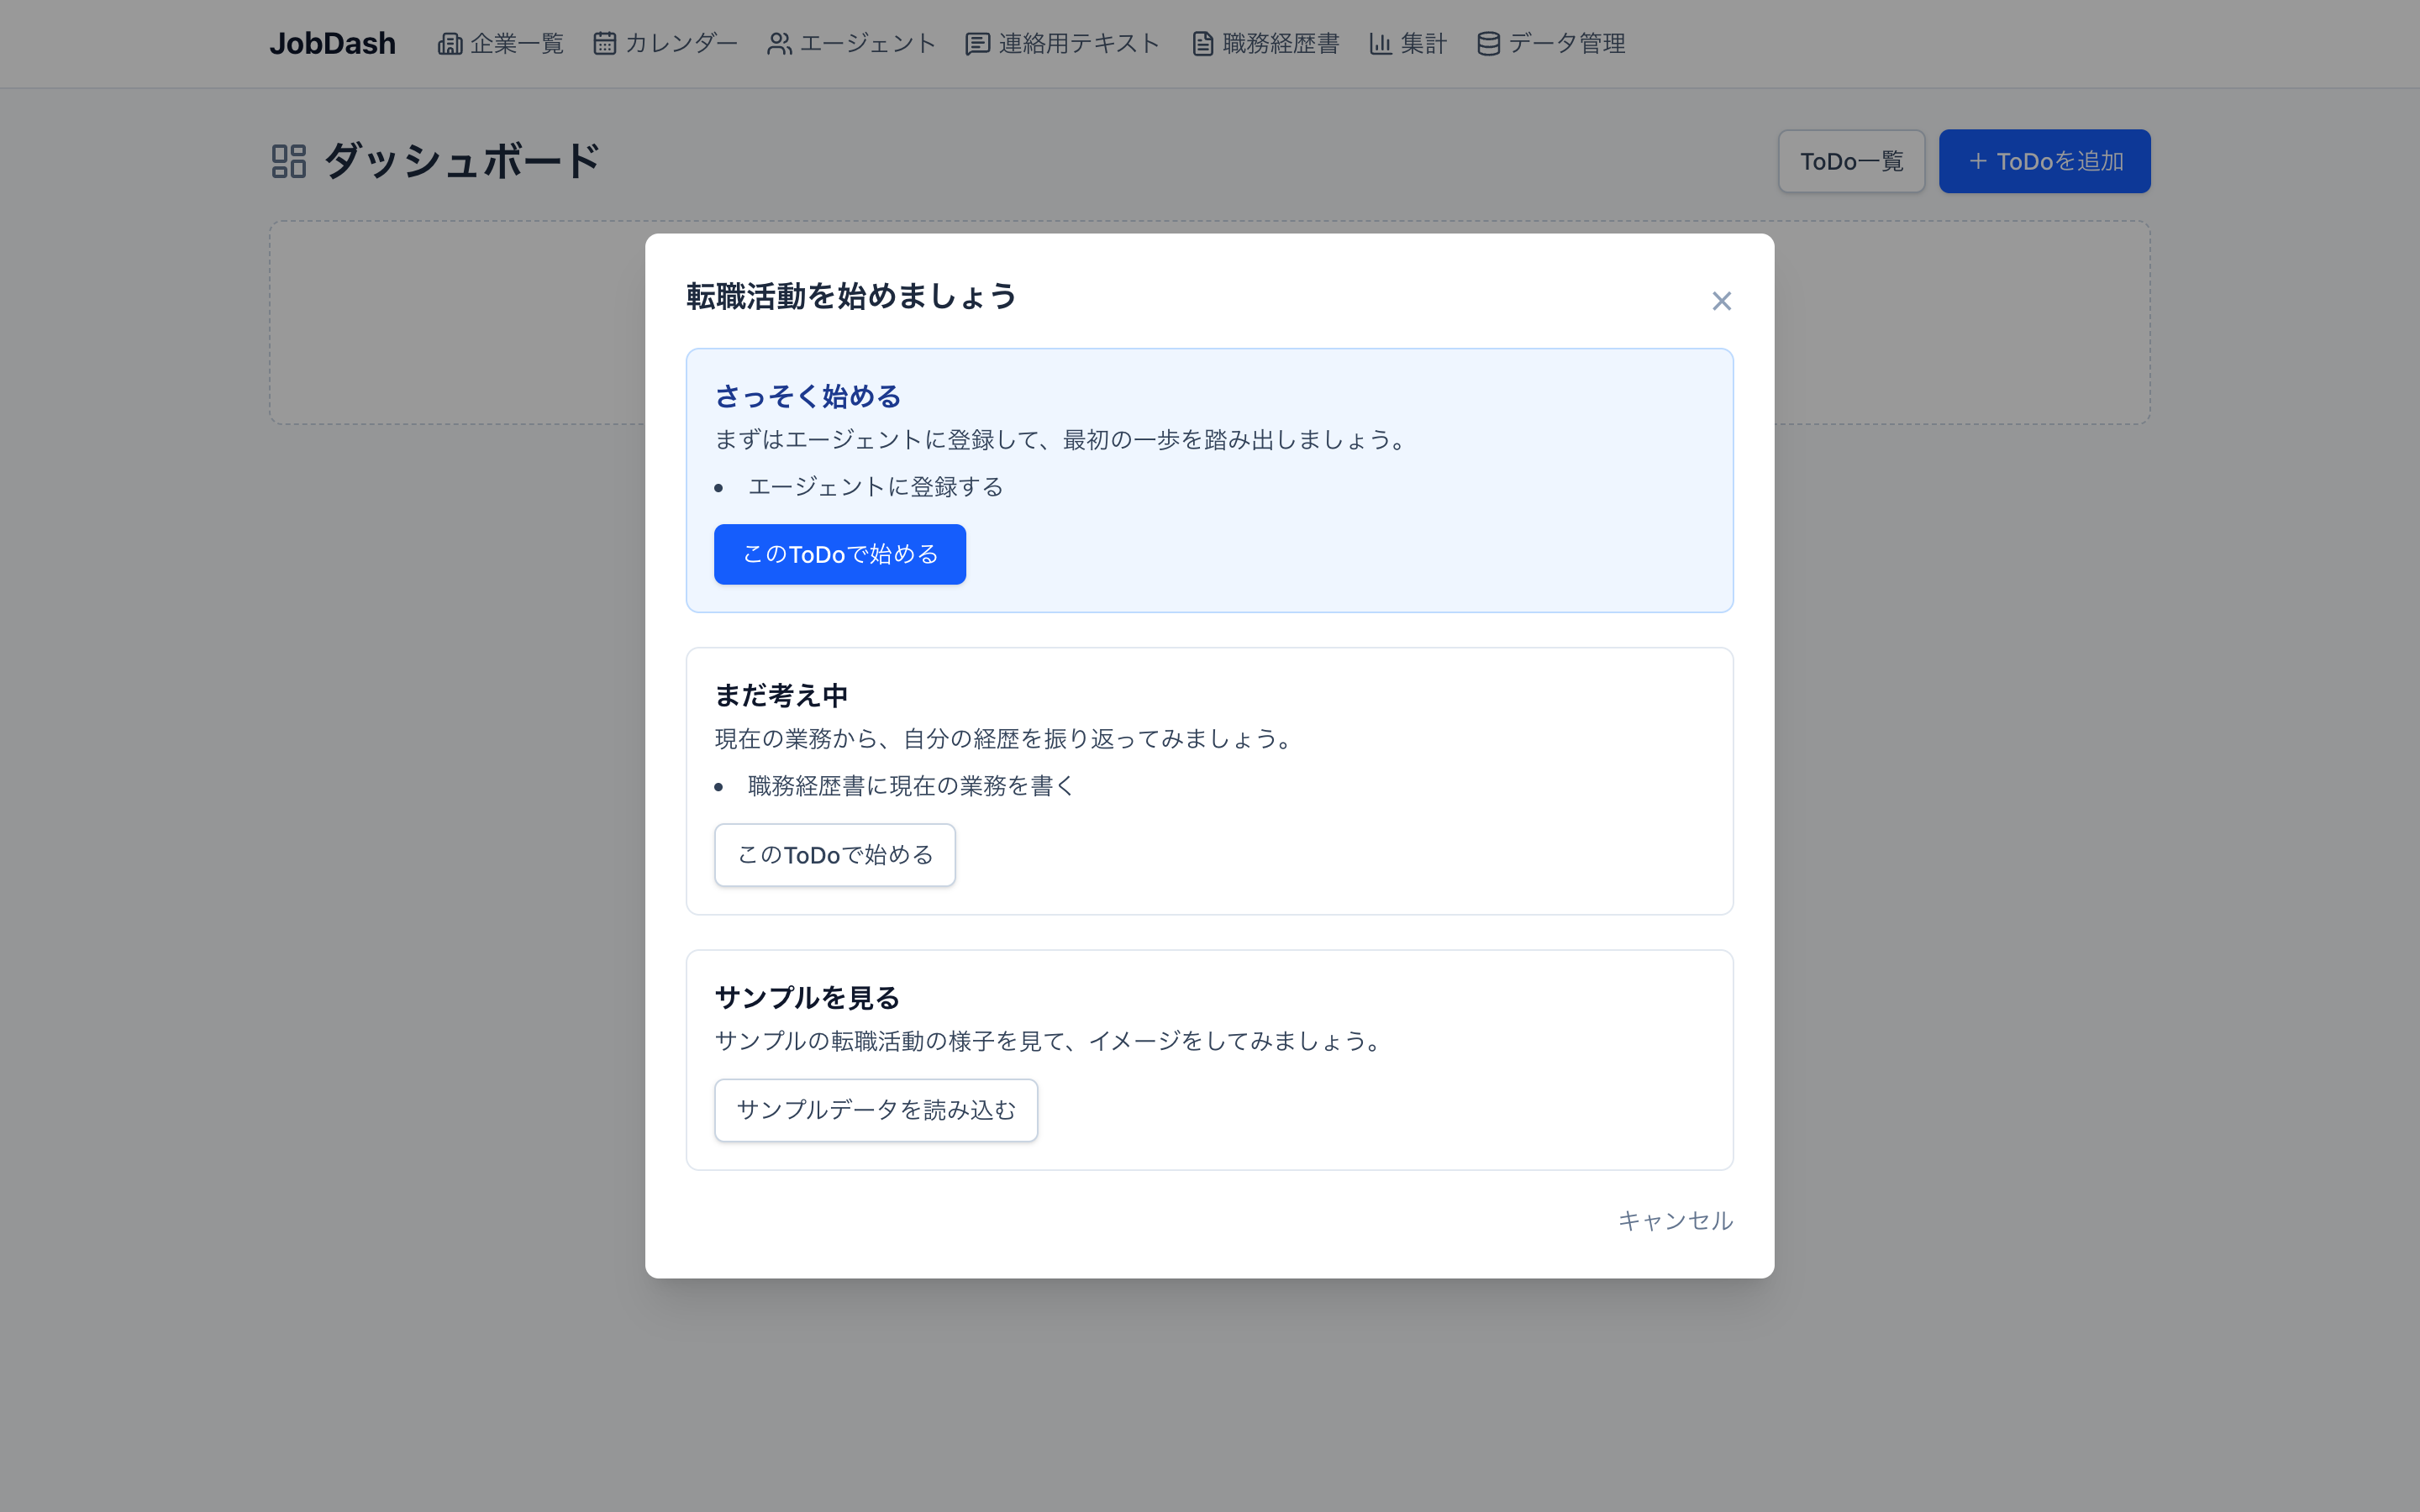 JobDash 企業一覧 カレンダー エージェント 連絡用テキスト 職務経歴書 集計 データ管理
ダッシュボード ToDo一覧 + ToDoを追加
転職活動を始めましょう ×
さっそく始める
まずはエージェントに登録して、最初の一歩を踏み出しましょう。
• エージェントに登録する
このToDoで始める
まだ考え中
現在の業務から、自分の経歴を振り返ってみましょう。
• 職務経歴書に現在の業務を書く
このToDoで始める
サンプルを見る
サンプルの転職活動の様子を見て、イメージをしてみましょう。
サンプルデータを読み込む
キャンセル